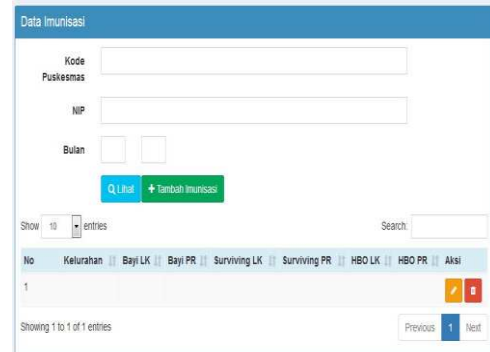 Data Imunisasi
Kode
Puskesmas
NIP
Bulan
Lihat + Tambah Imunisasi
Show 10 entries Search:
No Kelurahan Bayi LK Bayi PR Surviving LK Surviving PR HBO LK HBO PR Aksi
1
Showing 1 to 1 of 1 entries Previous 1 Next